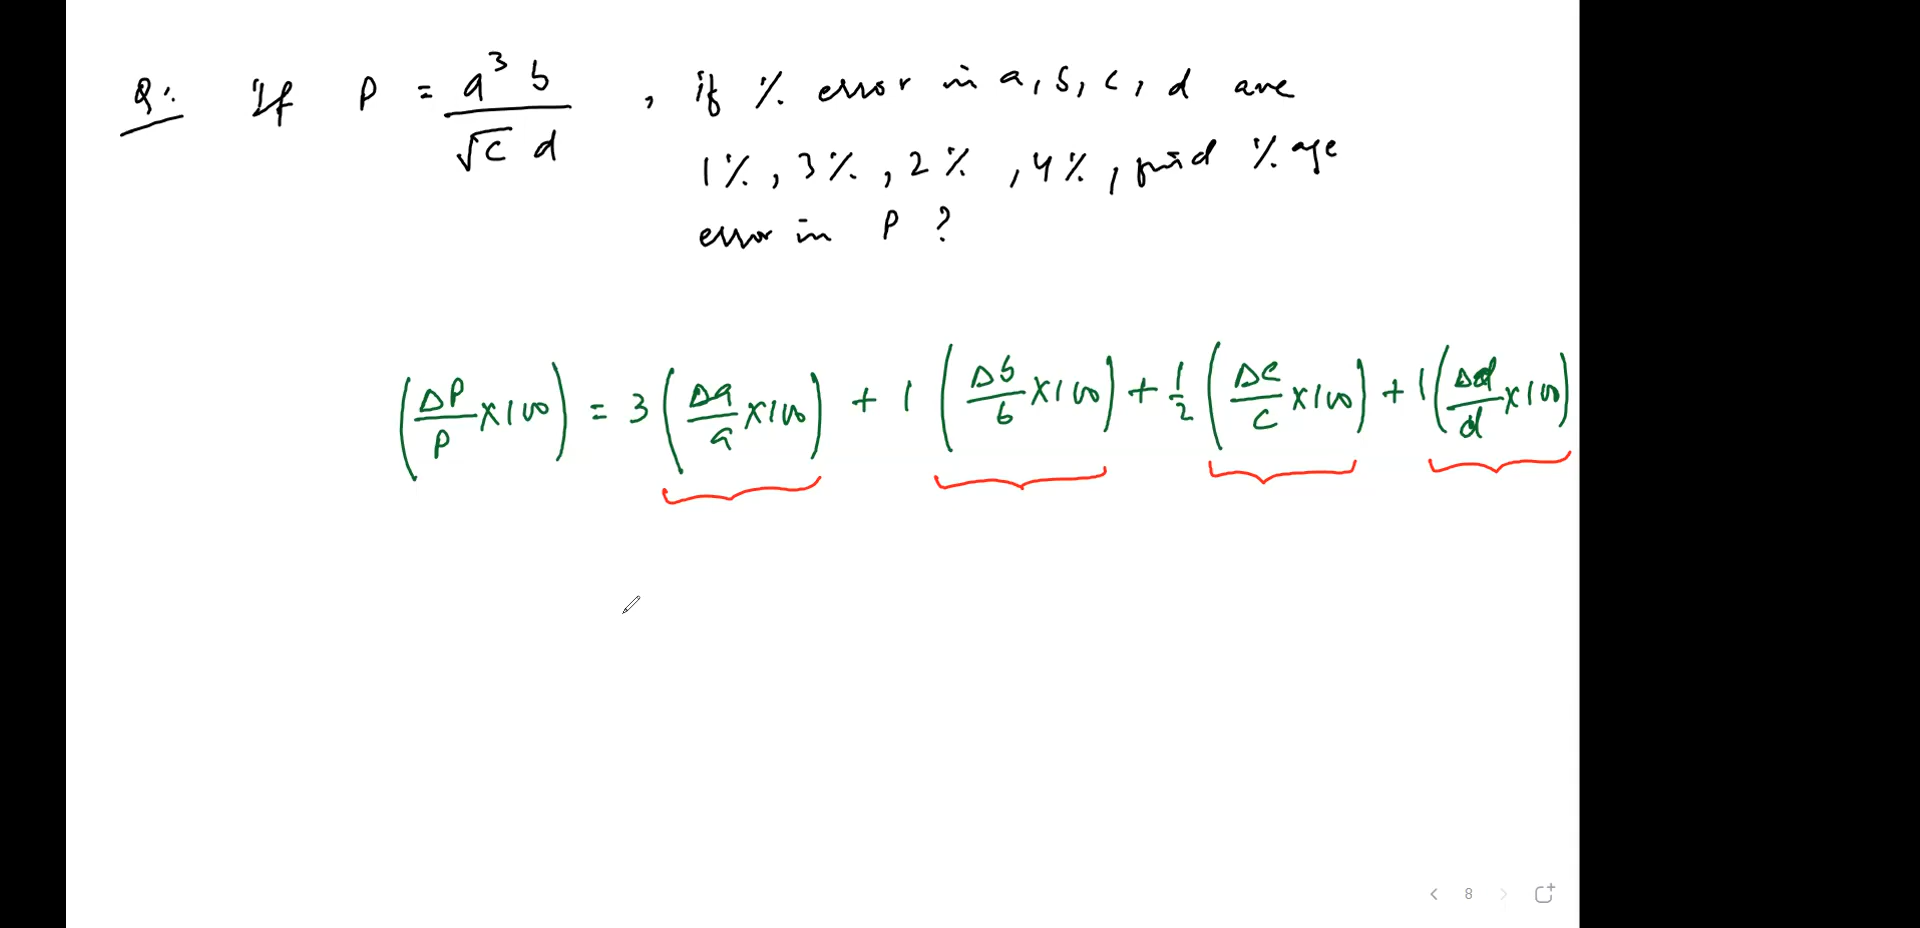 Q: If P = a³ b / √c d , if % error in a, b, c, d are
1%, 3%, 2%, 4%, find %age
error in P ?
(ΔP/P ×100) = 3 (Δa/a ×100) + 1 (Δb/b ×100) + 1/2 (Δc/c ×100) + 1 (Δd/d ×100)
8